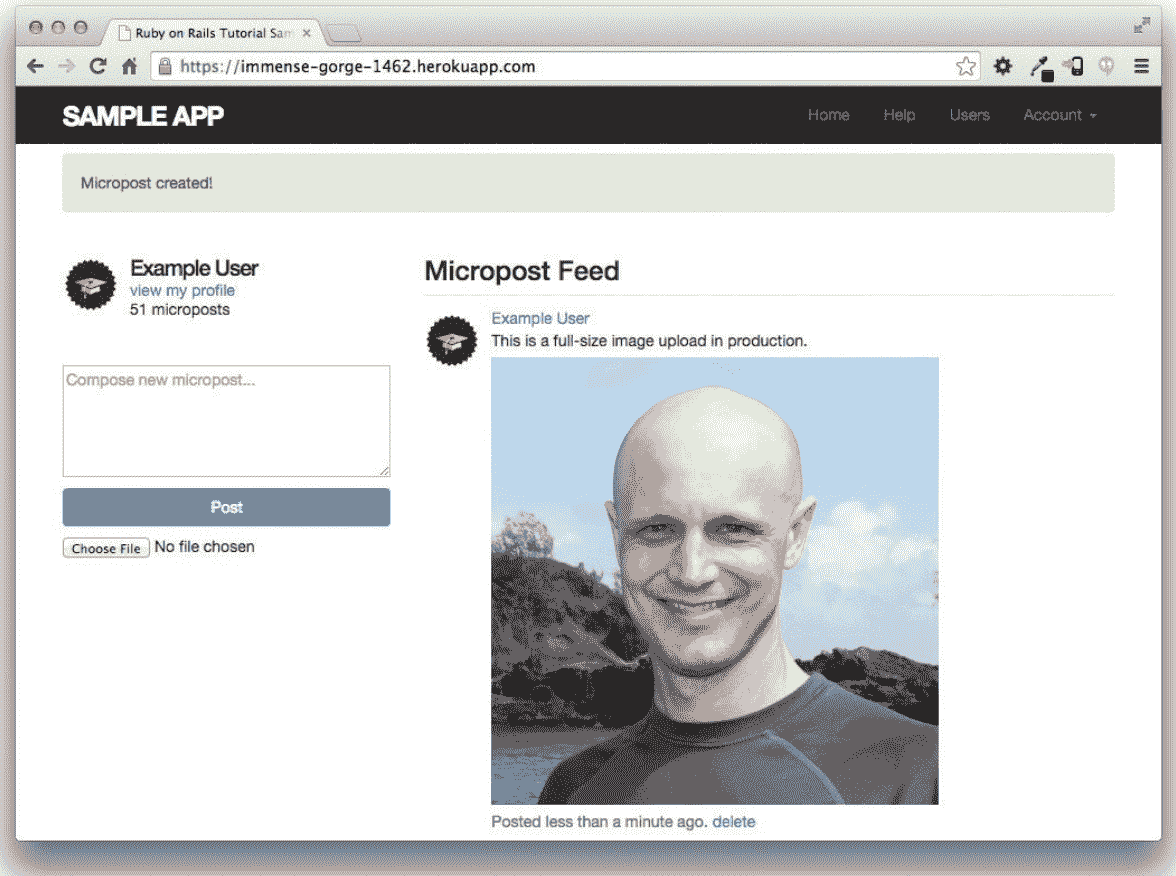 Ruby on Rails Tutorial Sam
https://immense-gorge-1462.herokuapp.com
SAMPLE APP
Home Help Users Account
Micropost created!
Example User
view my profile
51 microposts
Compose new micropost...
Post
Choose File No file chosen
Micropost Feed
Example User
This is a full-size image upload in production.
Posted less than a minute ago. delete